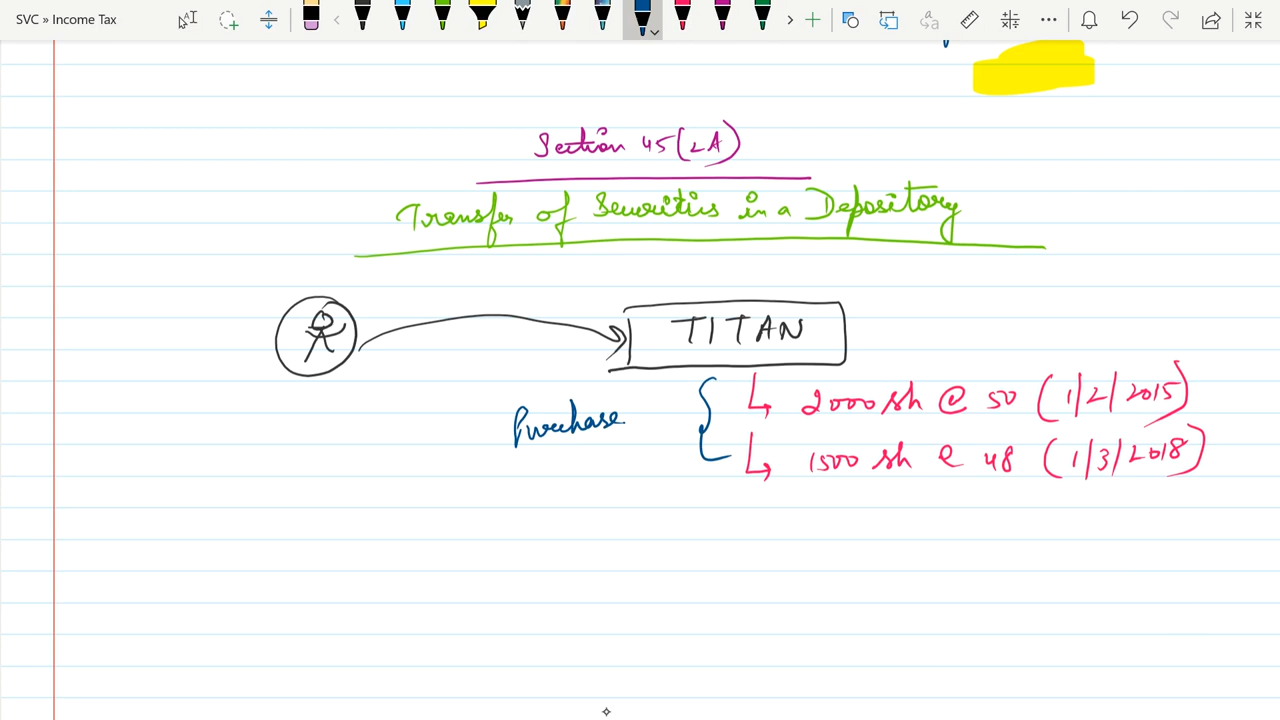 SVC » Income Tax
Section 45(2A)
Transfer of Securities in a Depository
TITAN
Purchase
↳ 2000 sh @ 50 (1/2/2015)
↳ 1500 sh @ 48 (1/3/2018)